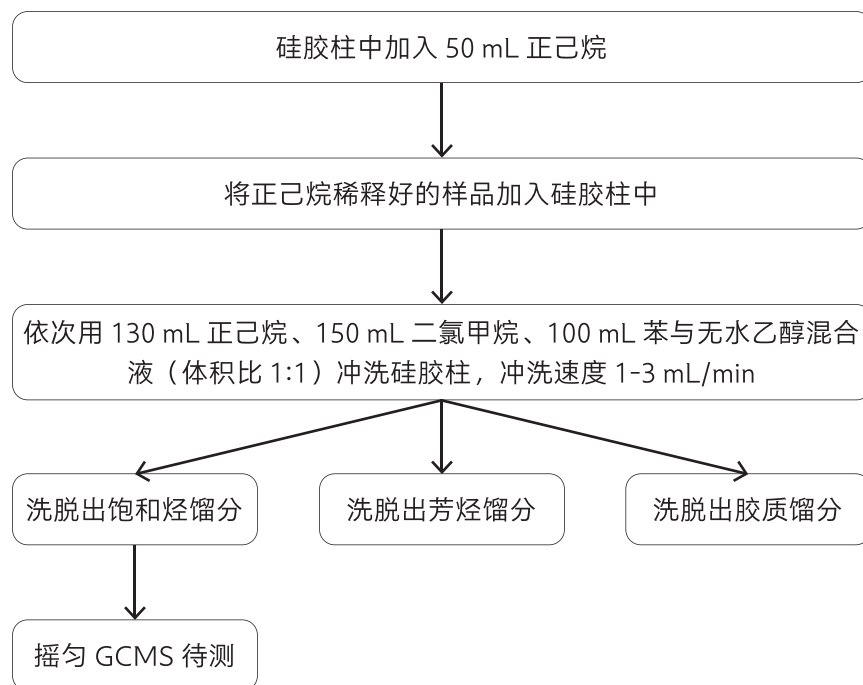 硅胶柱中加入 50 mL 正己烷
将正己烷稀释好的样品加入硅胶柱中
依次用 130 mL 正己烷、150 mL 二氯甲烷、100 mL 苯与无水乙醇混合
液（体积比 1:1）冲洗硅胶柱，冲洗速度 1-3 mL/min
洗脱出饱和烃馏分
洗脱出芳烃馏分
洗脱出胶质馏分
摇匀 GCMS 待测